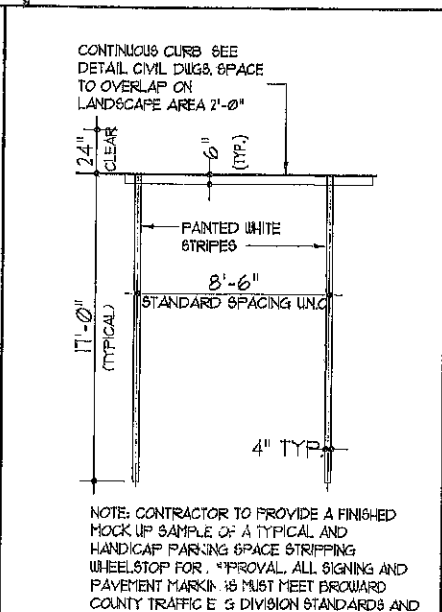 CONTINUOUS CURB SEE
DETAIL CIVIL DWGS. SPACE
TO OVERLAP ON
LANDSCAPE AREA 2'-0"
24"
CLEAR
6"
(TYP.)
PAINTED WHITE
STRIPES
8'-6"
STANDARD SPACING U.N.O
17'-0"
(TYPICAL)
4" TYP.
NOTE: CONTRACTOR TO PROVIDE A FINISHED
MOCK UP SAMPLE OF A TYPICAL AND
HANDICAP PARKING SPACE STRIPPING
WHEELSTOP FOR ALL SIGNING AND
PAVEMENT MUST MEET BROWARD
COUNTY TRAFFIC DIVISION STANDARDS AND